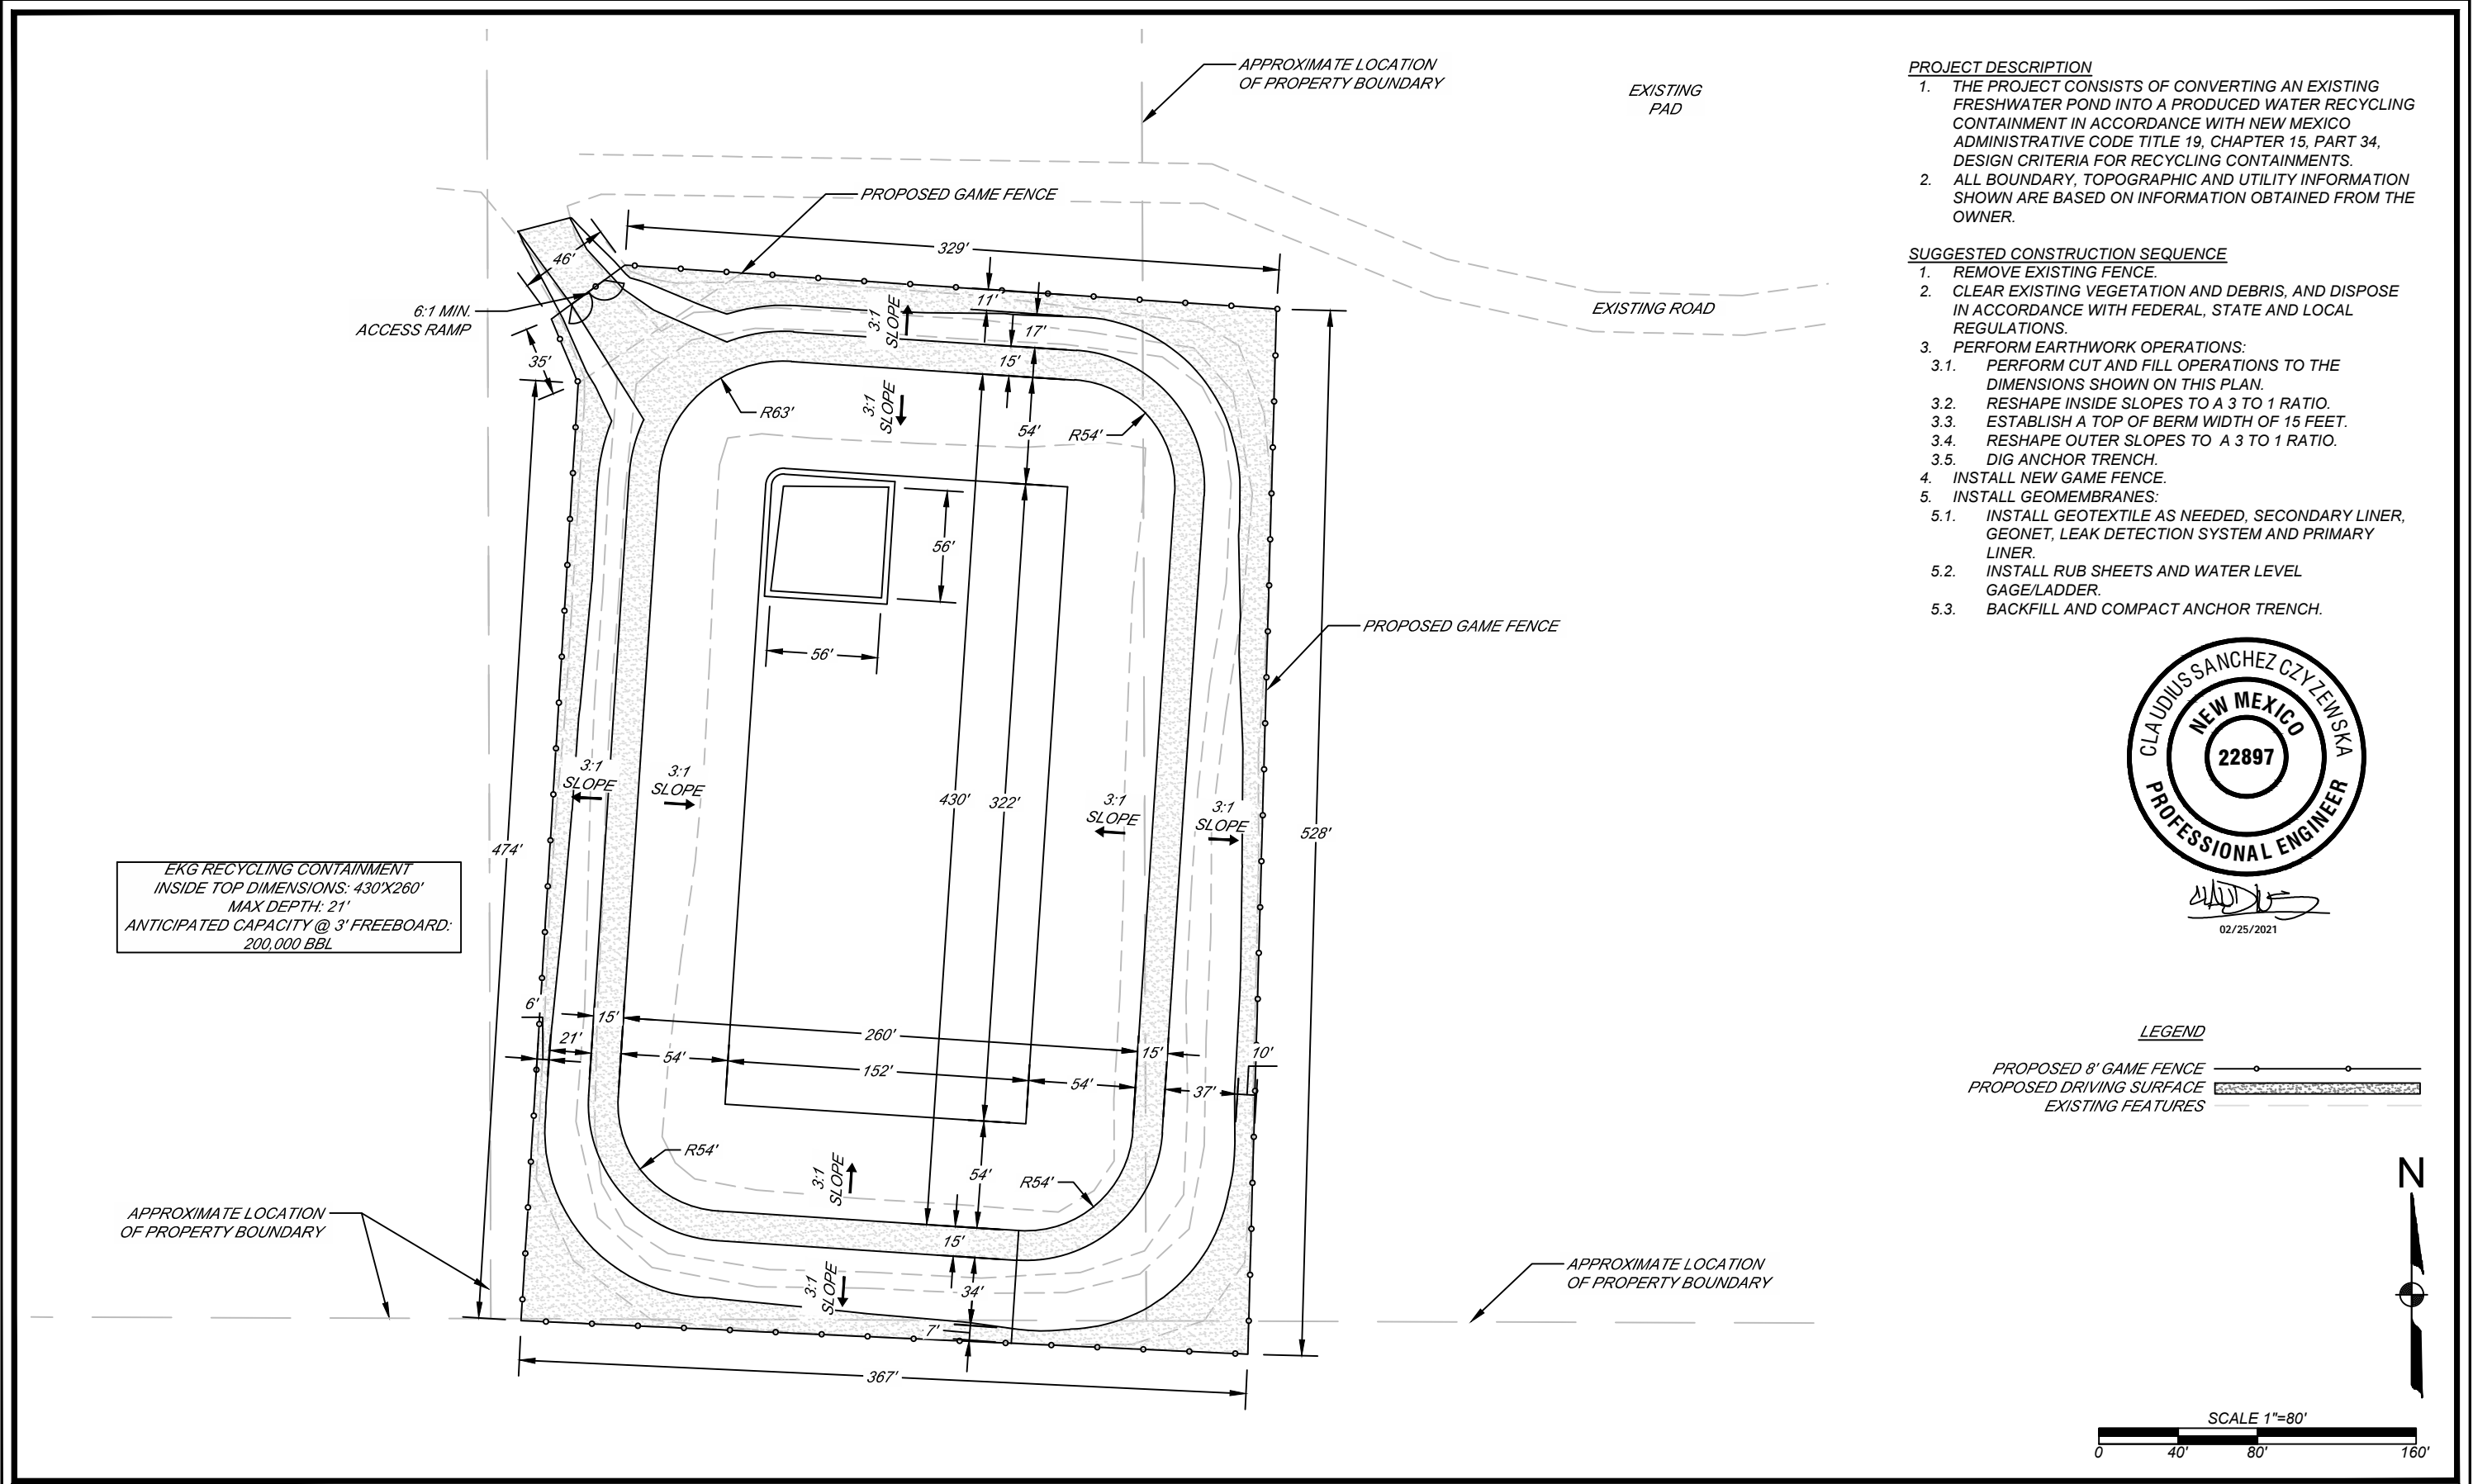 APPROXIMATE LOCATION
OF PROPERTY BOUNDARY
EXISTING
PAD
PROPOSED GAME FENCE
329'
46'
6:1 MIN.
ACCESS RAMP
35'
11'
17'
15'
3:1
SLOPE
EXISTING ROAD
R63'
3:1
SLOPE
54'
R54'
56'
56'
PROPOSED GAME FENCE
3:1
SLOPE
3:1
SLOPE
430'
322'
3:1
SLOPE
3:1
SLOPE
528'
474'
EKG RECYCLING CONTAINMENT
INSIDE TOP DIMENSIONS: 430'X260'
MAX DEPTH: 21'
ANTICIPATED CAPACITY @ 3' FREEBOARD:
200,000 BBL
6'
15'
21'
260'
54'
152'
54'
15'
10'
37'
R54'
3:1
SLOPE
54'
R54'
15'
APPROXIMATE LOCATION
OF PROPERTY BOUNDARY
3:1
SLOPE
34'
7'
367'
APPROXIMATE LOCATION
OF PROPERTY BOUNDARY
PROJECT DESCRIPTION
1. THE PROJECT CONSISTS OF CONVERTING AN EXISTING
FRESHWATER POND INTO A PRODUCED WATER RECYCLING
CONTAINMENT IN ACCORDANCE WITH NEW MEXICO
ADMINISTRATIVE CODE TITLE 19, CHAPTER 15, PART 34,
DESIGN CRITERIA FOR RECYCLING CONTAINMENTS.
2. ALL BOUNDARY, TOPOGRAPHIC AND UTILITY INFORMATION
SHOWN ARE BASED ON INFORMATION OBTAINED FROM THE
OWNER.
SUGGESTED CONSTRUCTION SEQUENCE
1. REMOVE EXISTING FENCE.
2. CLEAR EXISTING VEGETATION AND DEBRIS, AND DISPOSE
IN ACCORDANCE WITH FEDERAL, STATE AND LOCAL
REGULATIONS.
3. PERFORM EARTHWORK OPERATIONS:
3.1. PERFORM CUT AND FILL OPERATIONS TO THE
DIMENSIONS SHOWN ON THIS PLAN.
3.2. RESHAPE INSIDE SLOPES TO A 3 TO 1 RATIO.
3.3. ESTABLISH A TOP OF BERM WIDTH OF 15 FEET.
3.4. RESHAPE OUTER SLOPES TO A 3 TO 1 RATIO.
3.5. DIG ANCHOR TRENCH.
4. INSTALL NEW GAME FENCE.
5. INSTALL GEOMEMBRANES:
5.1. INSTALL GEOTEXTILE AS NEEDED, SECONDARY LINER,
GEONET, LEAK DETECTION SYSTEM AND PRIMARY
LINER.
5.2. INSTALL RUB SHEETS AND WATER LEVEL
GAGE/LADDER.
5.3. BACKFILL AND COMPACT ANCHOR TRENCH.
CLAUDIUS SANCHEZ CZYZEWSKA
NEW MEXICO
22897
PROFESSIONAL ENGINEER
02/25/2021
LEGEND
PROPOSED 8' GAME FENCE
PROPOSED DRIVING SURFACE
EXISTING FEATURES
N
SCALE 1"=80'
0 40' 80' 160'